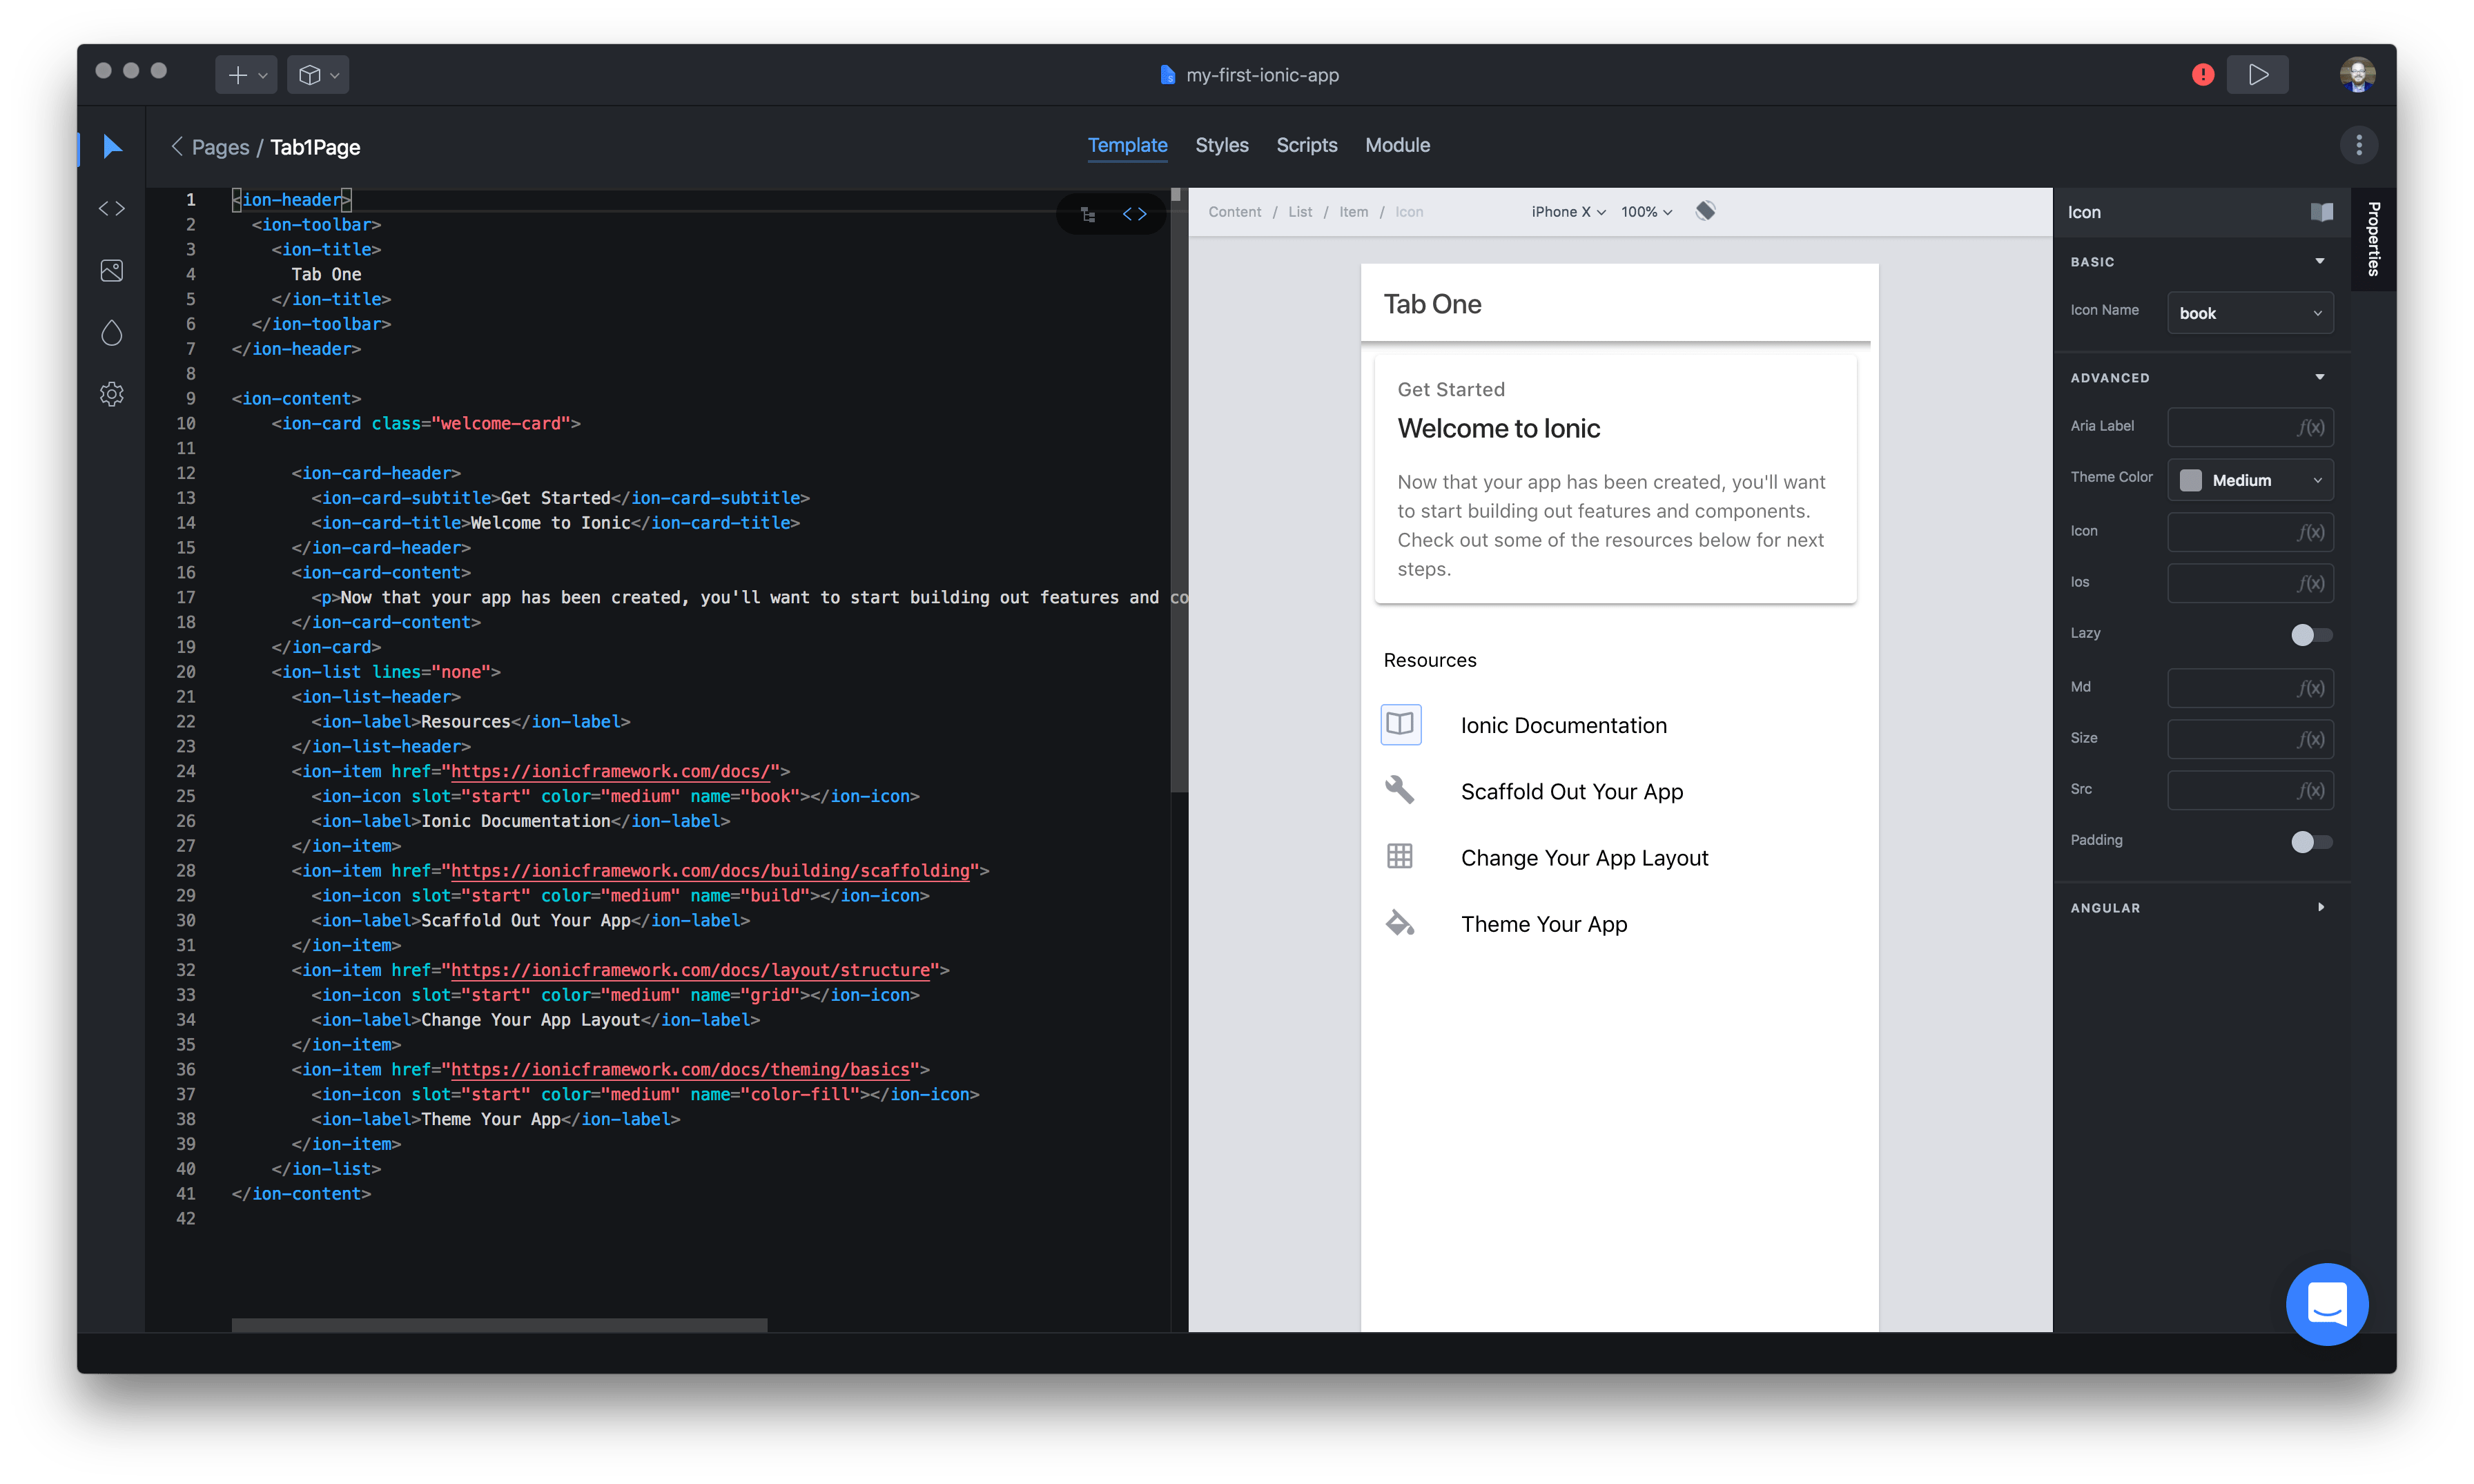 my-first-ionic-app
Pages / Tab1Page
Template Styles Scripts Module
1 <ion-header>
2 <ion-toolbar>
3 <ion-title>
4 Tab One
5 </ion-title>
6 </ion-toolbar>
7 </ion-header>
8
9 <ion-content>
10 <ion-card class="welcome-card">
11
12 <ion-card-header>
13 <ion-card-subtitle>Get Started</ion-card-subtitle>
14 <ion-card-title>Welcome to Ionic</ion-card-title>
15 </ion-card-header>
16 <ion-card-content>
17 <p>Now that your app has been created, you'll want to start building out features and co
18 </ion-card-content>
19 </ion-card>
20 <ion-list lines="none">
21 <ion-list-header>
22 <ion-label>Resources</ion-label>
23 </ion-list-header>
24 <ion-item href="https://ionicframework.com/docs/">
25 <ion-icon slot="start" color="medium" name="book"></ion-icon>
26 <ion-label>Ionic Documentation</ion-label>
27 </ion-item>
28 <ion-item href="https://ionicframework.com/docs/building/scaffolding">
29 <ion-icon slot="start" color="medium" name="build"></ion-icon>
30 <ion-label>Scaffold Out Your App</ion-label>
31 </ion-item>
32 <ion-item href="https://ionicframework.com/docs/layout/structure">
33 <ion-icon slot="start" color="medium" name="grid"></ion-icon>
34 <ion-label>Change Your App Layout</ion-label>
35 </ion-item>
36 <ion-item href="https://ionicframework.com/docs/theming/basics">
37 <ion-icon slot="start" color="medium" name="color-fill"></ion-icon>
38 <ion-label>Theme Your App</ion-label>
39 </ion-item>
40 </ion-list>
41 </ion-content>
42
Content / List / Item / Icon
iPhone X 100%
Tab One
Get Started
Welcome to Ionic
Now that your app has been created, you'll want
to start building out features and components.
Check out some of the resources below for next
steps.
Resources
Ionic Documentation
Scaffold Out Your App
Change Your App Layout
Theme Your App
Icon
Properties
BASIC
Icon Name book
ADVANCED
Aria Label f(x)
Theme Color Medium
Icon f(x)
Ios f(x)
Lazy
Md f(x)
Size f(x)
Src f(x)
Padding
ANGULAR